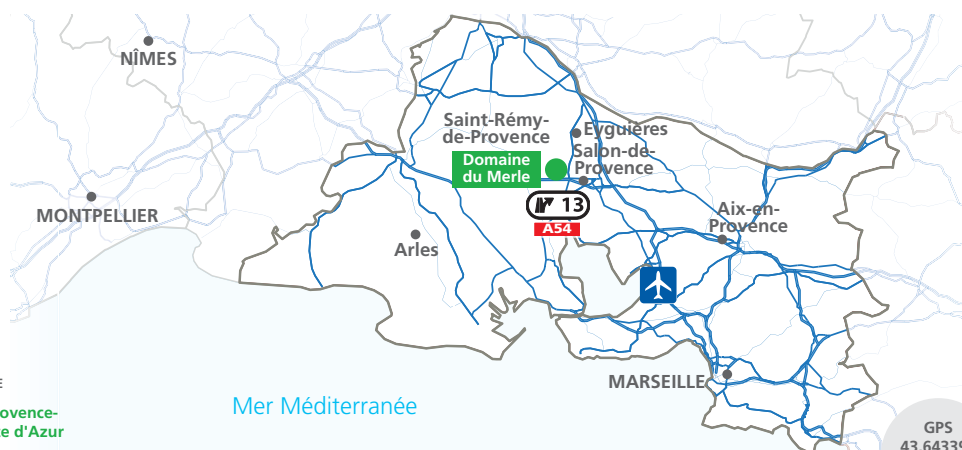 NÎMES
Saint-Rémy-
de-Provence
Eyguières
Salon-de-
Provence
Domaine
du Merle
MONTPELLIER
13
A54
Aix-en-
Provence
Arles
MARSEILLE
Mer Méditerranée
ovence-
e d'Azur
GPS